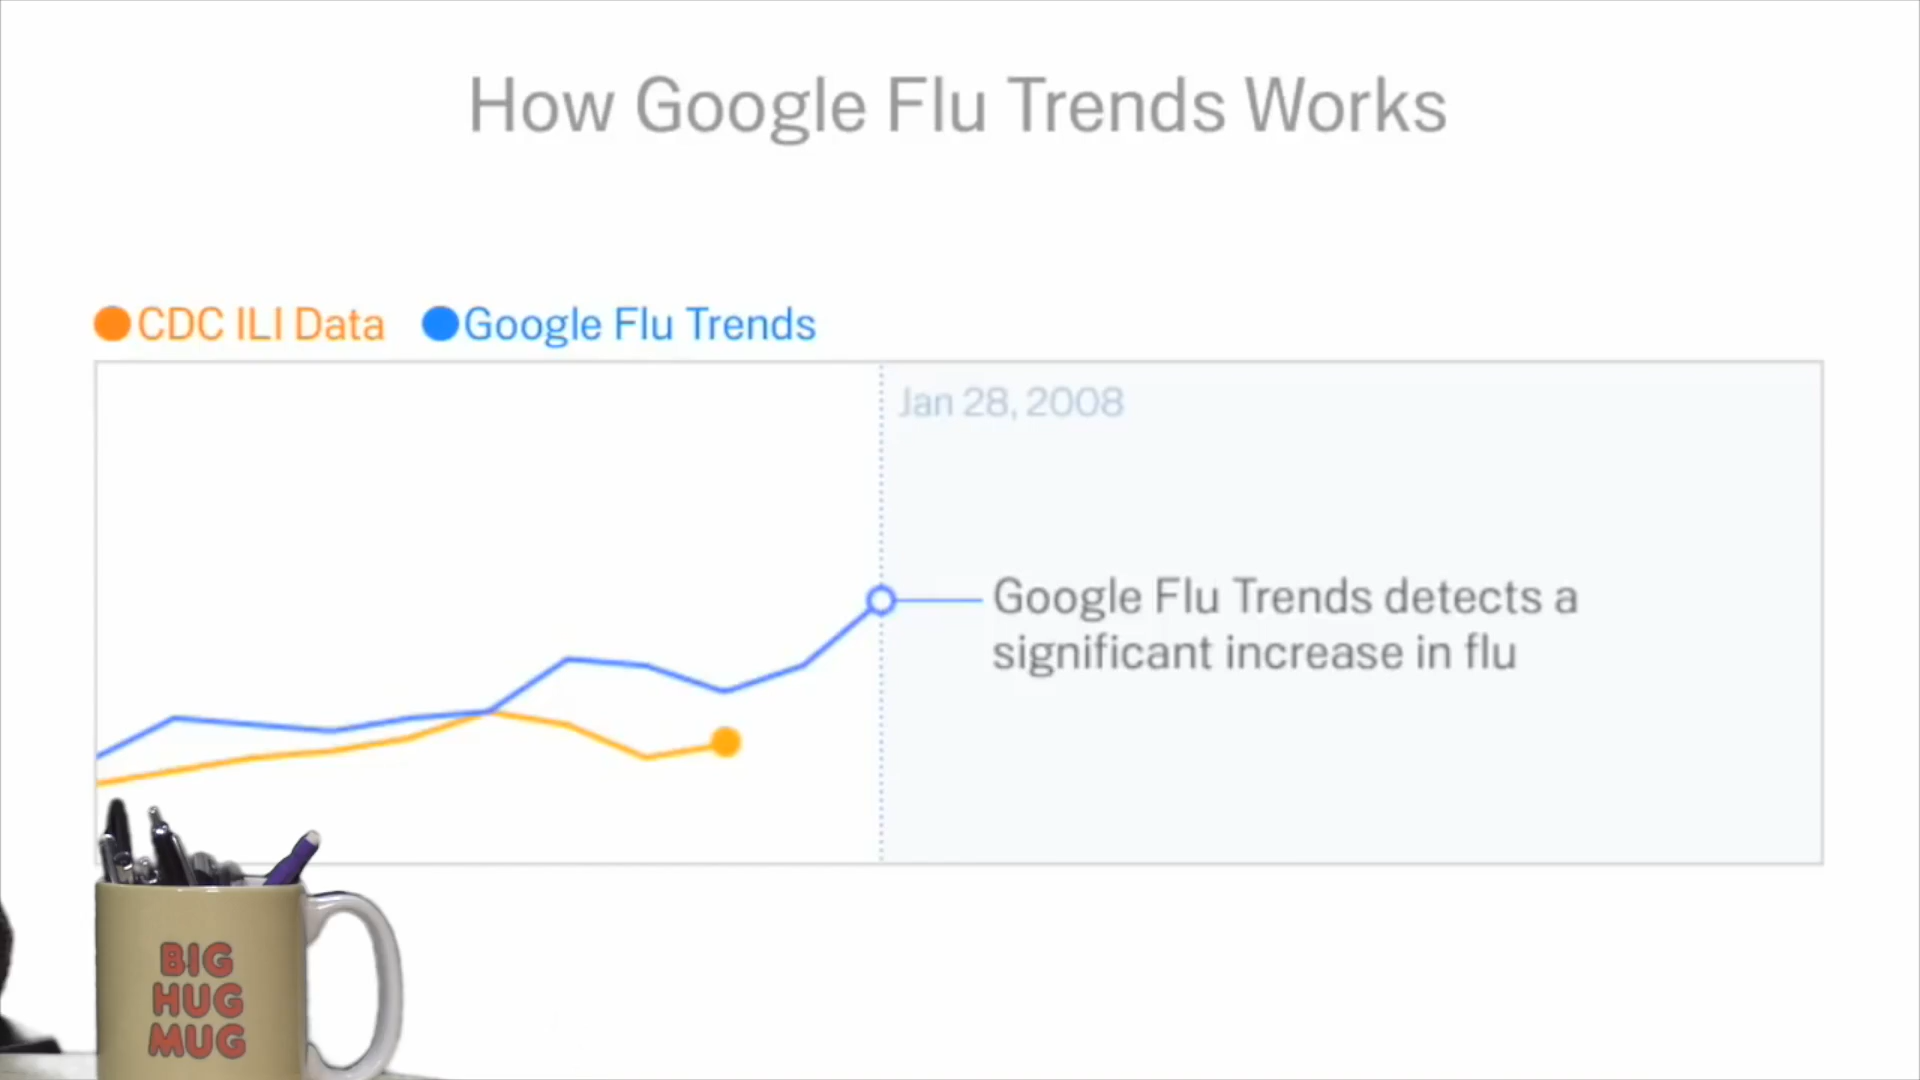 How Google Flu Trends Works
CDC ILI Data
Google Flu Trends
Jan 28, 2008
Google Flu Trends detects a
significant increase in flu
BIG
HUG
MUG